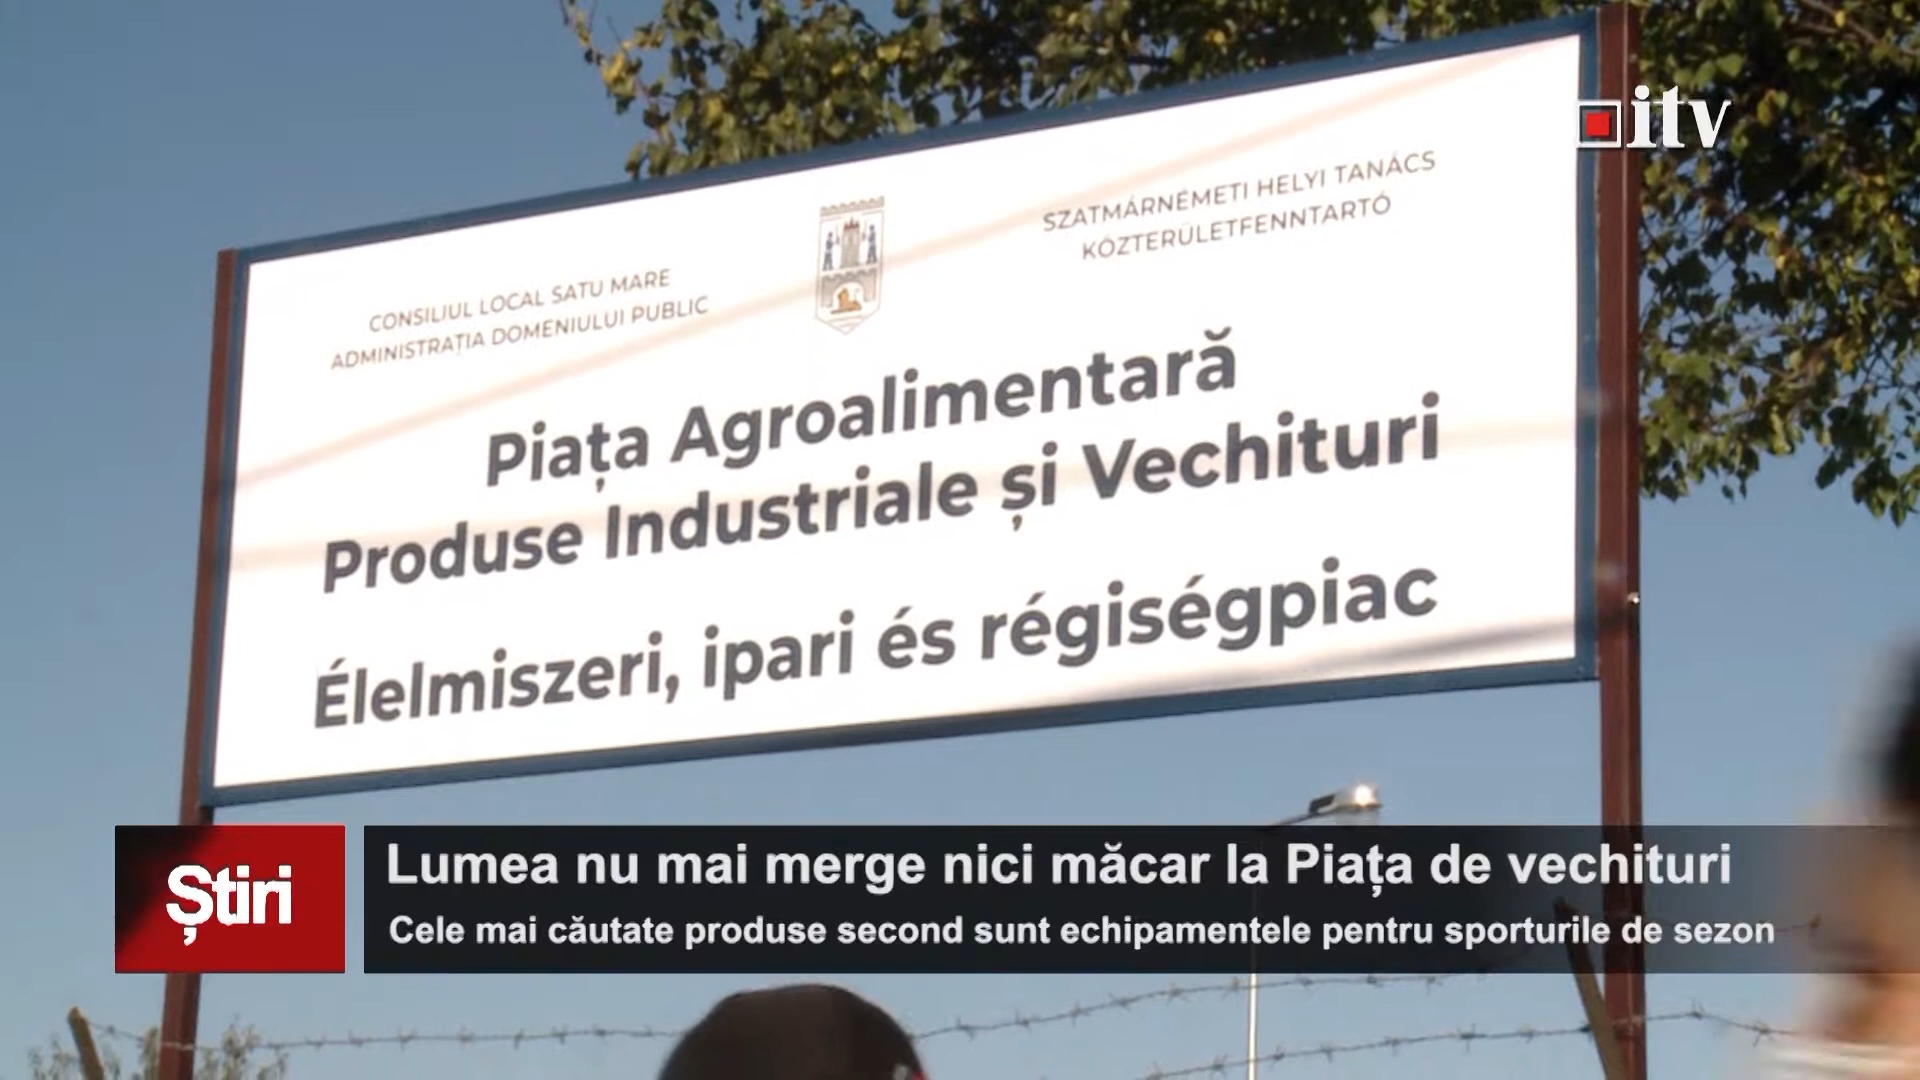 itv
CONSILIUL LOCAL SATU MARE
ADMINISTRAȚIA DOMENIULUI PUBLIC
SZATMÁRNÉMETI HELYI TANÁCS
KÖZTERÜLETFENNTARTÓ
Piața Agroalimentară
Produse Industriale și Vechituri
Élelmiszeri, ipari és régiségpiac
Știri
Lumea nu mai merge nici măcar la Piața de vechituri
Cele mai căutate produse second sunt echipamentele pentru sporturile de sezon